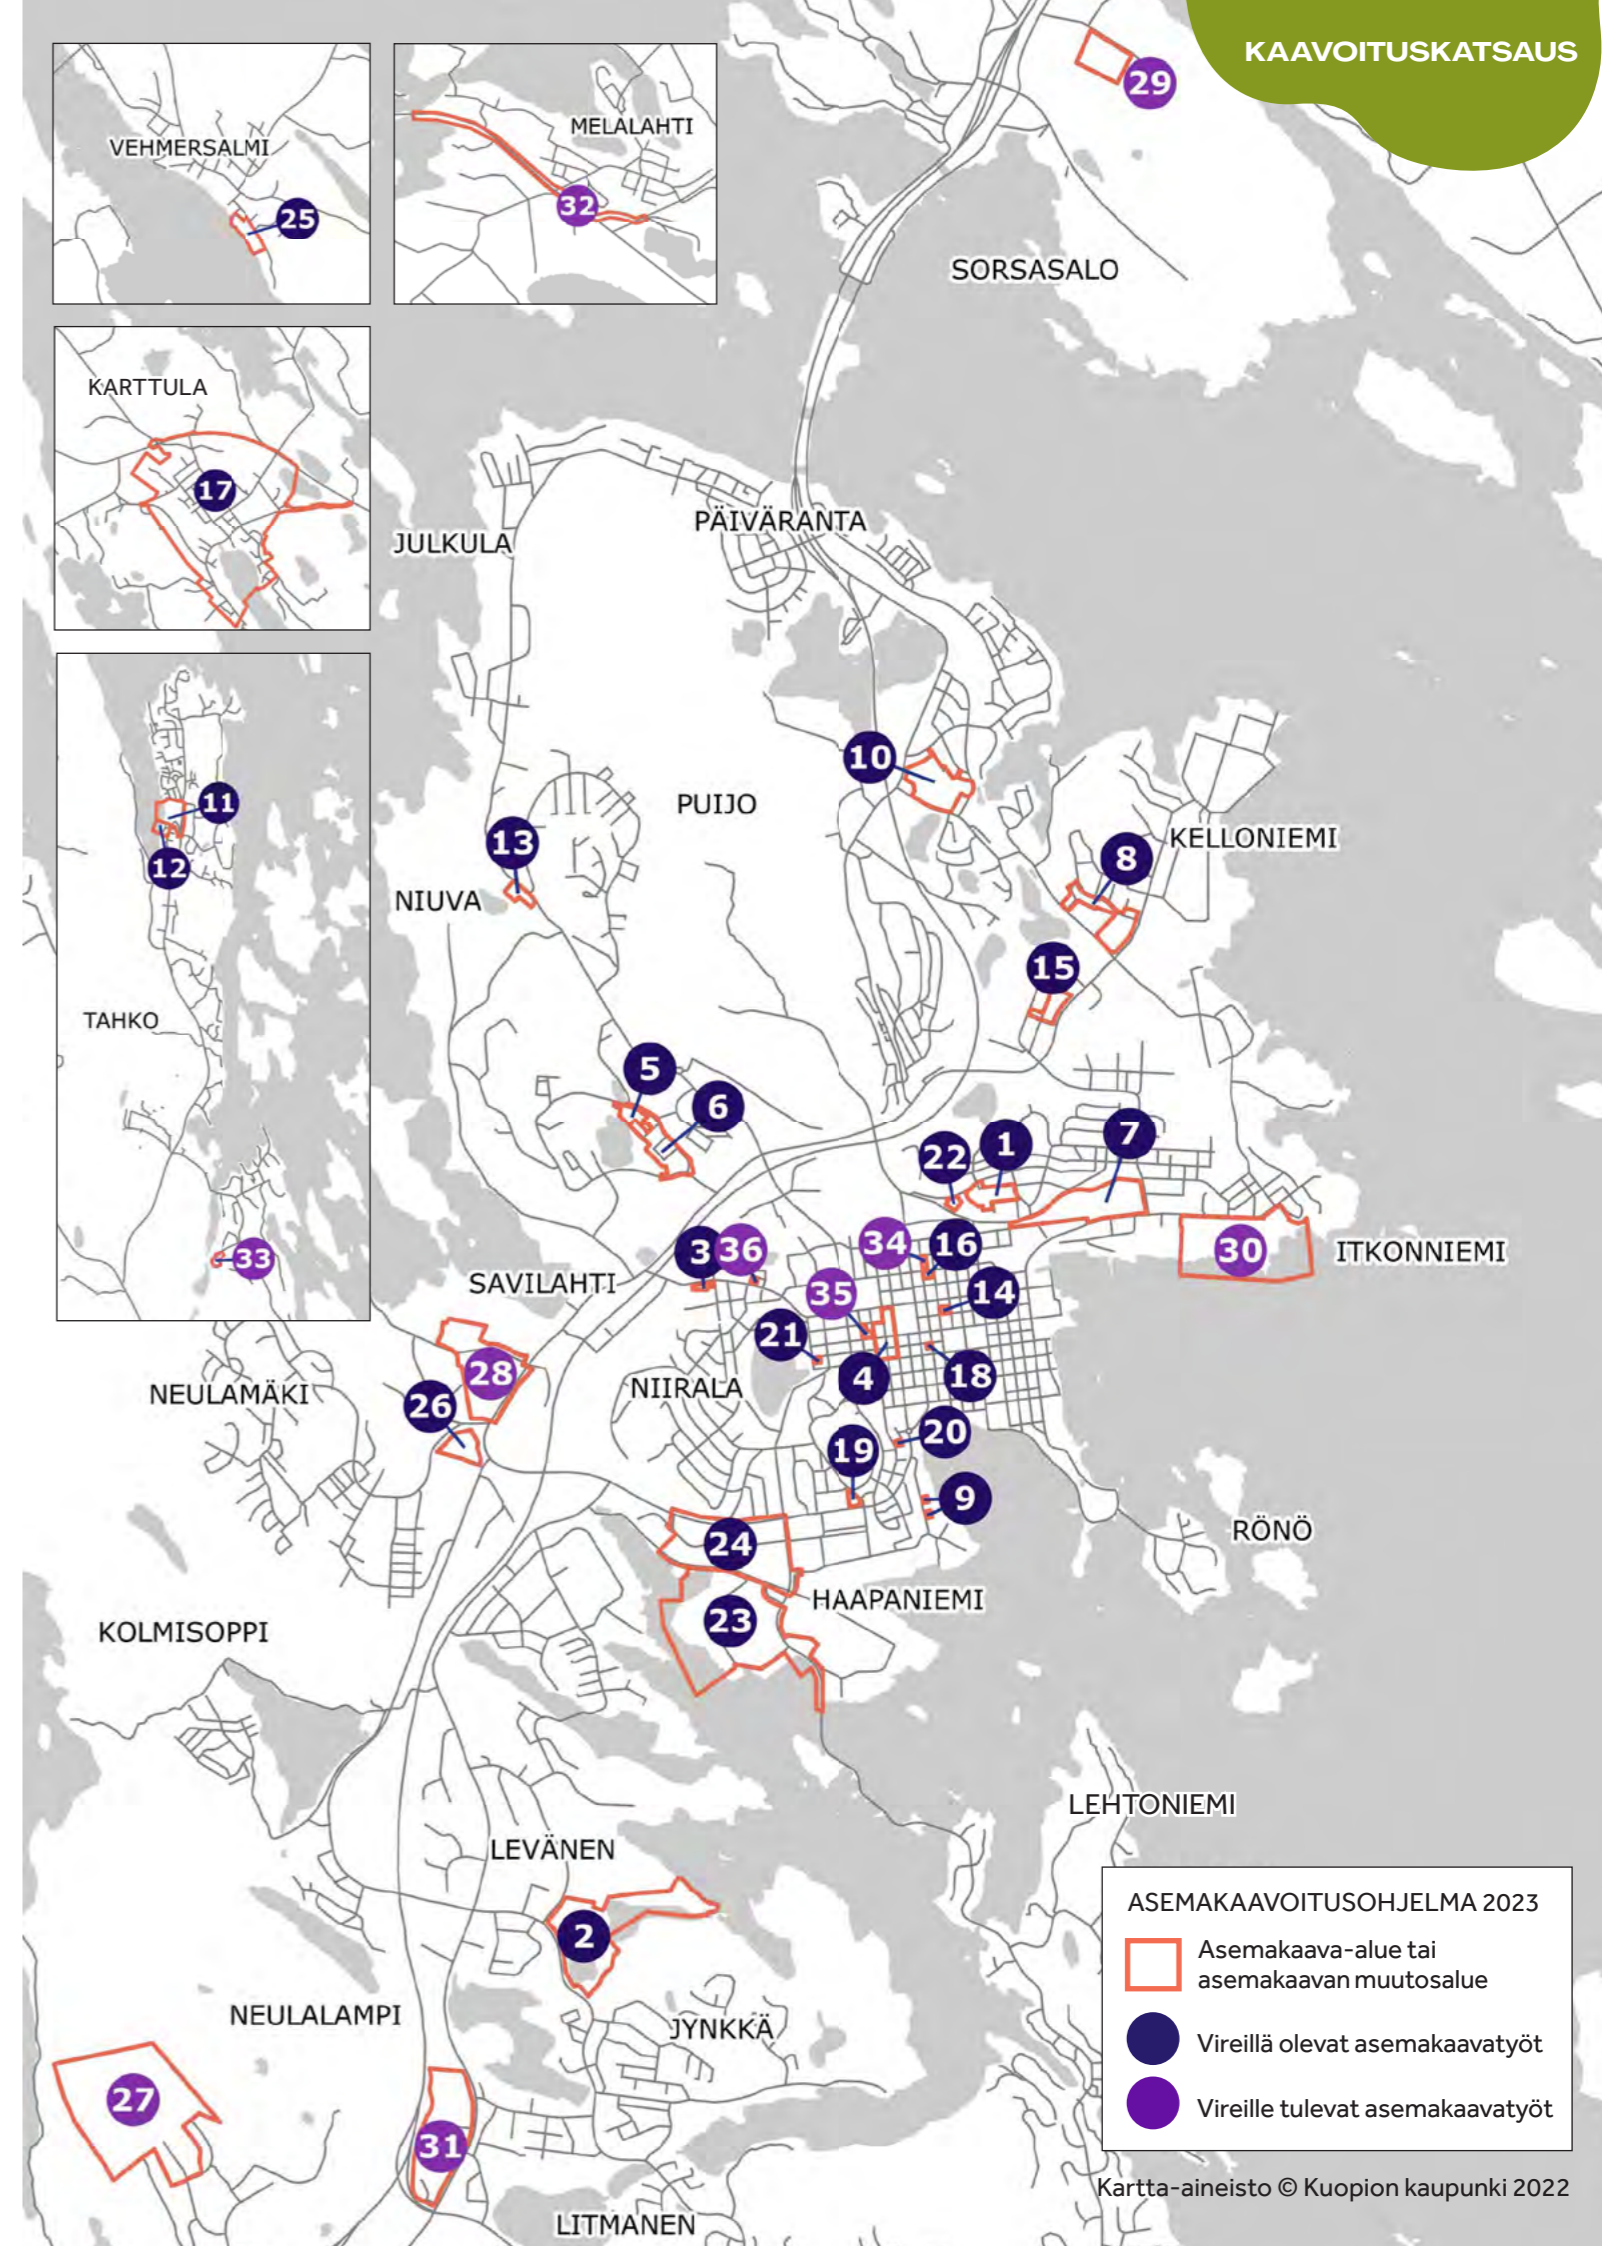 KAAVOITUSKATSAUS
29
VEHMERSALMI
25
MELALAHTI
32
SORSASALO
KARTTULA
17
JULKULA
PÄIVÄRANTA
10
PUIJO
11
12
13
NIUVA
KELLONIEMI
8
15
TAHKO
5
6
22
1
7
33
3
36
34
16
30
ITKONNIEMI
SAVILAHTI
35
14
21
28
4
18
NEULAMÄKI
26
NIIRALA
20
19
9
24
RÖNÖ
HAAPANIEMI
23
KOLMISOPPI
LEHTONIEMI
LEVÄNEN
2
NEULALAMPI
JYNKKÄ
27
31
LITMANEN
ASEMAKAAVOITUSOHJELMA 2023
Asemakaava-alue tai
asemakaavan muutosalue
Vireillä olevat asemakaavatyöt
Vireille tulevat asemakaavatyöt
Kartta-aineisto © Kuopion kaupunki 2022